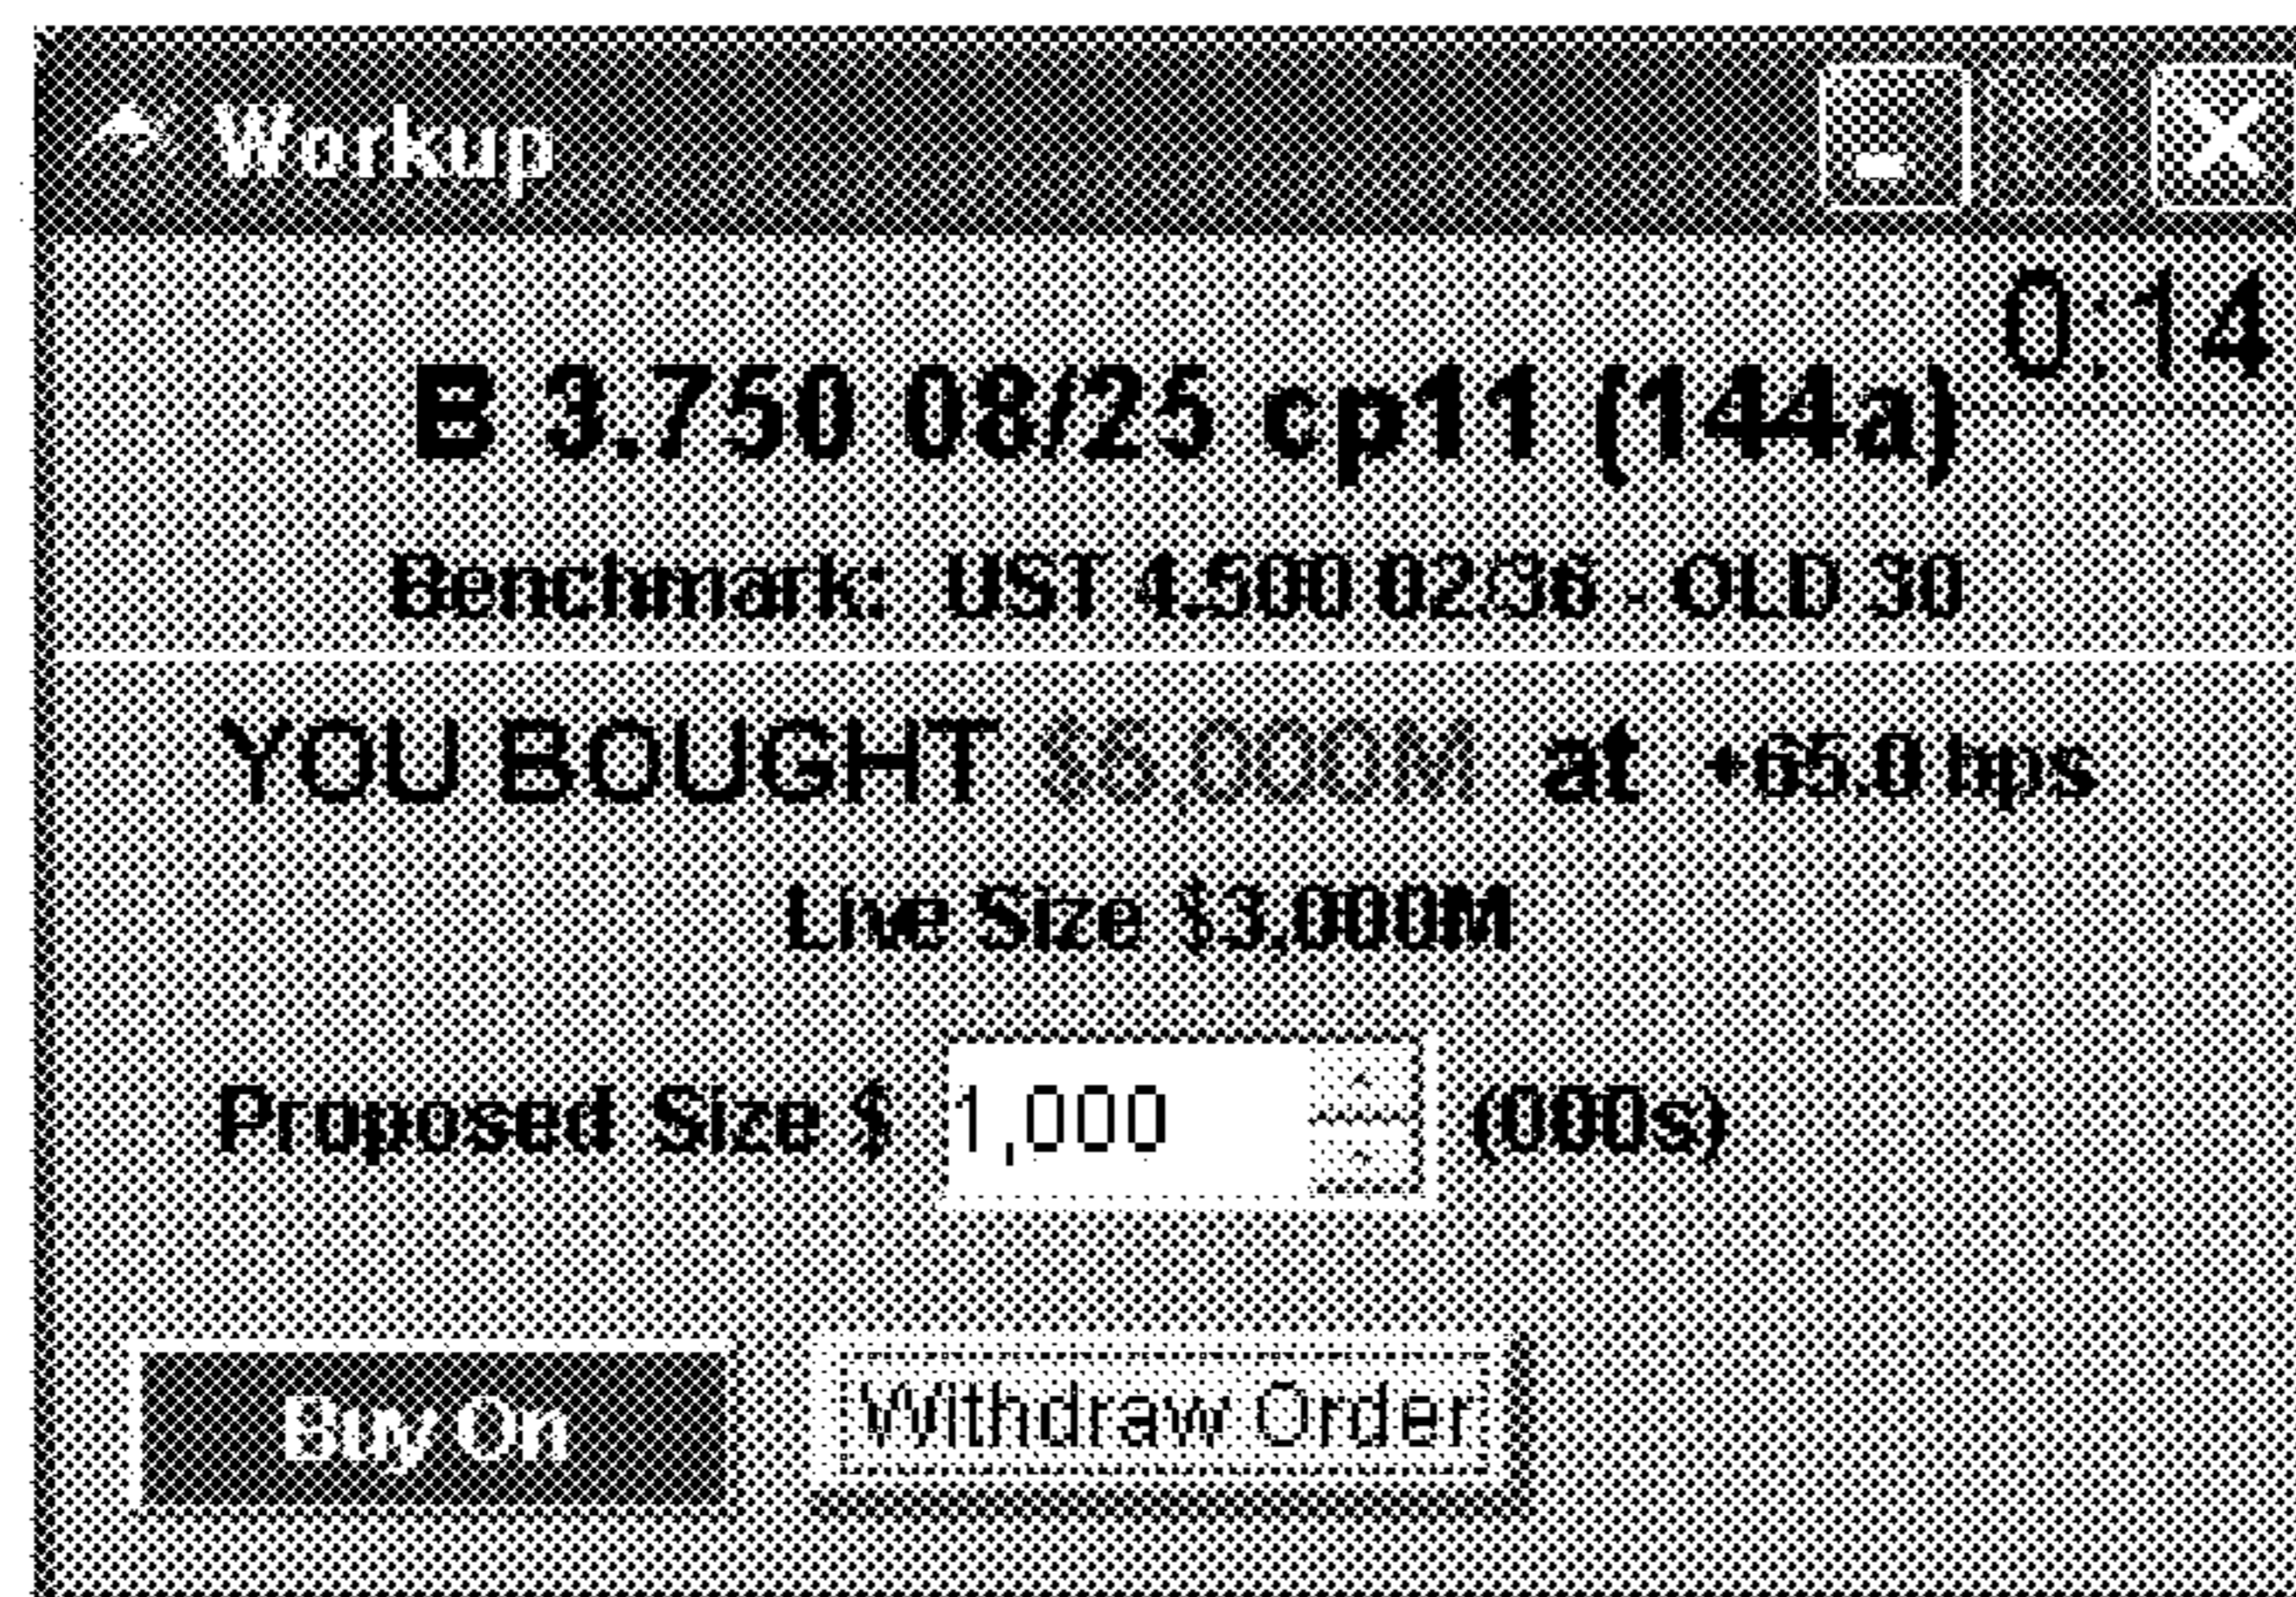 Workup
0:14
B 3.750 08/25 cp11 (144a)
Benchmark: UST 4.500 02/36 - OLD 30
YOU BOUGHT $6,000M at +65.0 bps
Live Size $3,000M
Proposed Size $ 1,000 (000s)
Buy On Withdraw Order